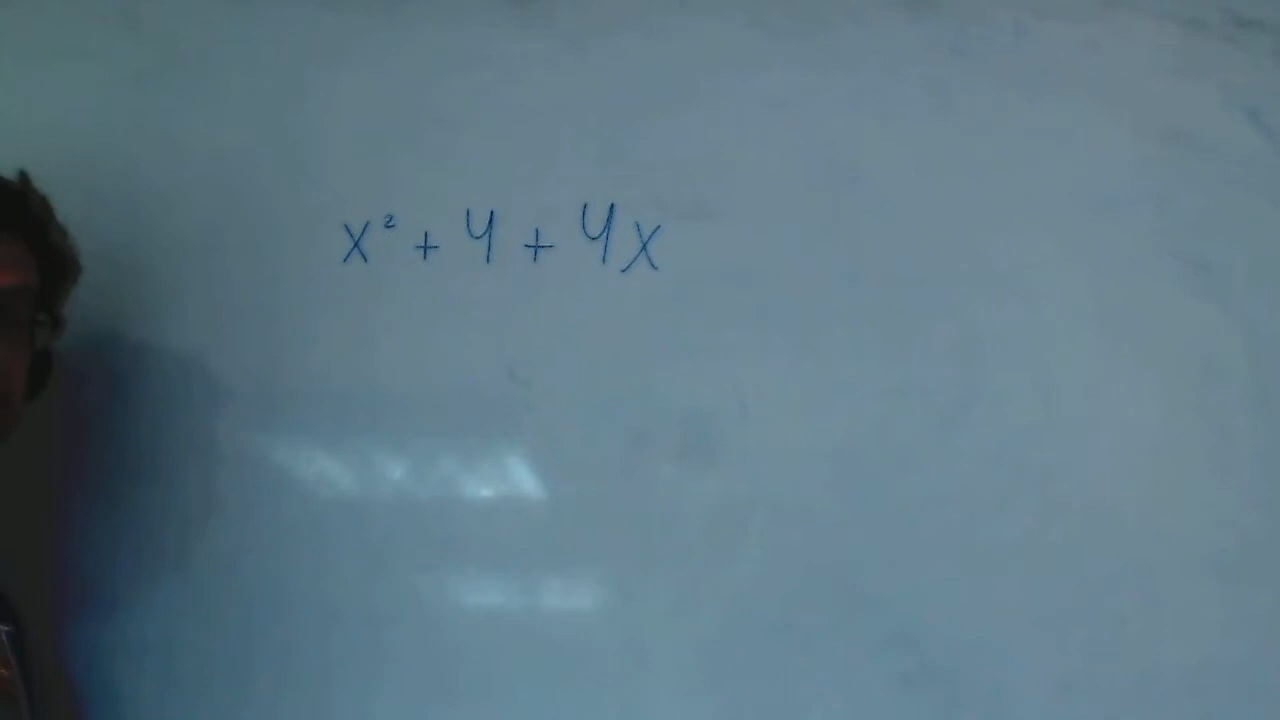 x² + 4 + 4x